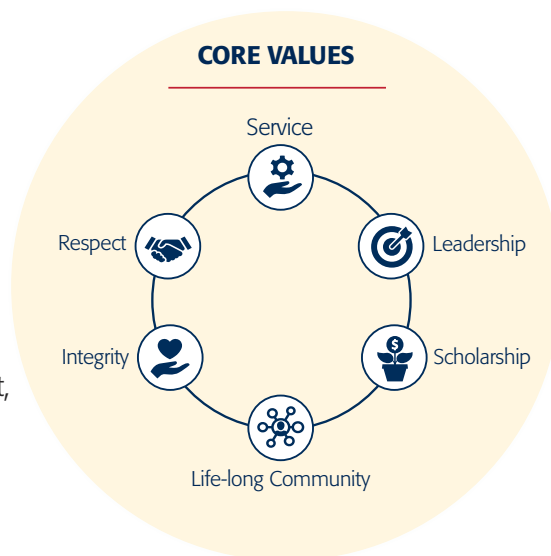 CORE VALUES
Service
Respect
Leadership
Integrity
Scholarship
t,
$
Life-long Community